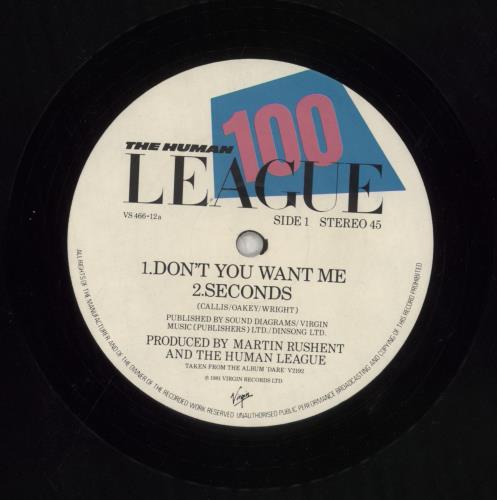 100
THE HUMAN
LEAGUE
VS 466-12a
SIDE 1 STEREO 45
1.DON'T YOU WANT ME
2.SECONDS
(CALLIS/OAKEY/WRIGHT)
PUBLISHED BY SOUND DIAGRAMS/VIRGIN
MUSIC (PUBLISHERS) LTD./DINSONG LTD.
PRODUCED BY MARTIN RUSHENT
AND THE HUMAN LEAGUE
TAKEN FROM THE ALBUM 'DARE' V2192
℗ 1981 VIRGIN RECORDS LTD.
Virgin
ALL RIGHTS OF THE MANUFACTURER AND OF THE OWNER OF THE RECORDED WORK RESERVED. UNAUTHORISED PUBLIC PERFORMANCE BROADCASTING AND COPYING OF THIS RECORD PROHIBITED